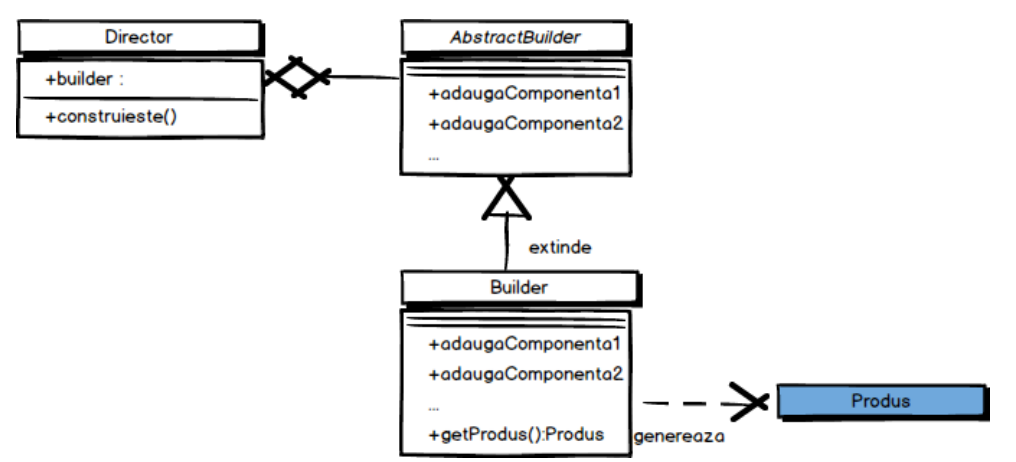 Director
+builder :
+construieste()
AbstractBuilder
+adaugaComponenta1
+adaugaComponenta2
...
extinde
Builder
+adaugaComponenta1
+adaugaComponenta2
...
+getProdus():Produs
genereaza
Produs